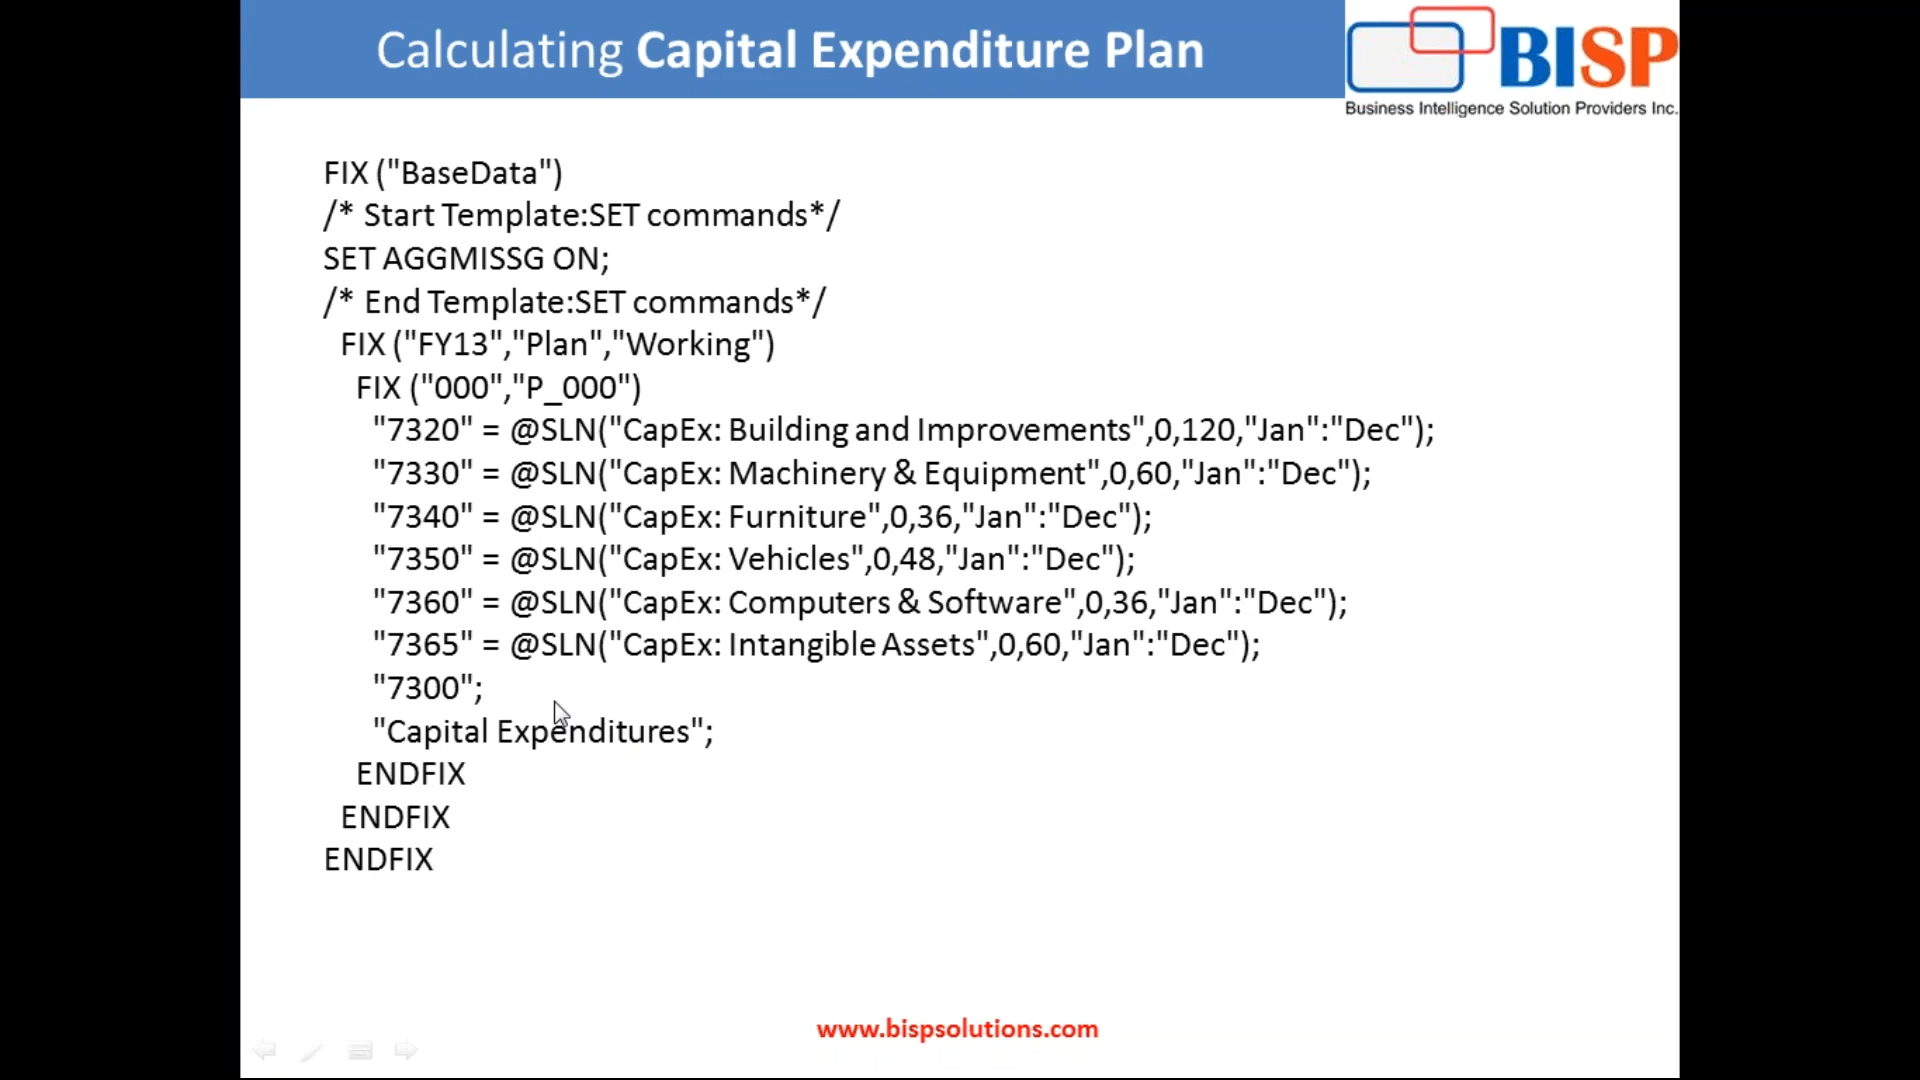 Calculating Capital Expenditure Plan
BISP
Business Intelligence Solution Providers Inc.
FIX ("BaseData")
/* Start Template:SET commands*/
SET AGGMISSG ON;
/* End Template:SET commands*/
FIX ("FY13","Plan","Working")
FIX ("000","P_000")
"7320" = @SLN("CapEx: Building and Improvements",0,120,"Jan":"Dec");
"7330" = @SLN("CapEx: Machinery & Equipment",0,60,"Jan":"Dec");
"7340" = @SLN("CapEx: Furniture",0,36,"Jan":"Dec");
"7350" = @SLN("CapEx: Vehicles",0,48,"Jan":"Dec");
"7360" = @SLN("CapEx: Computers & Software",0,36,"Jan":"Dec");
"7365" = @SLN("CapEx: Intangible Assets",0,60,"Jan":"Dec");
"7300";
"Capital Expenditures";
ENDFIX
ENDFIX
ENDFIX
www.bispsolutions.com